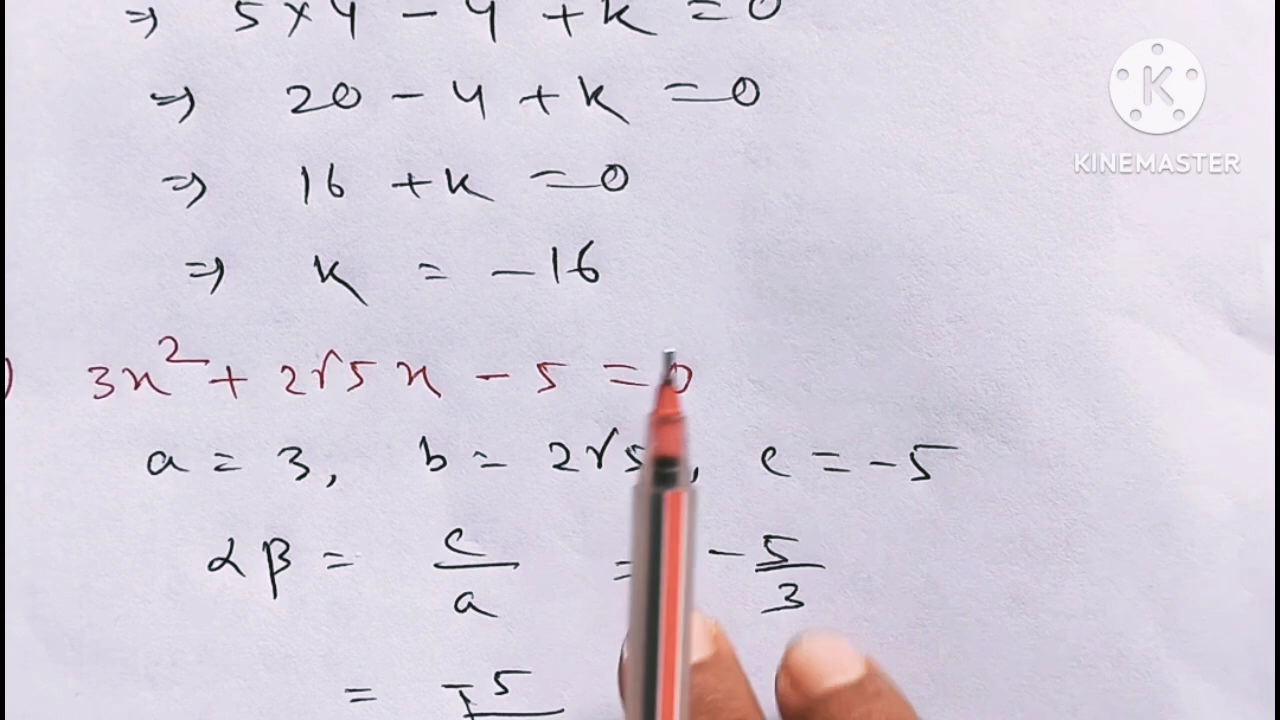 ⇒ 5×4 - 4 + k = 0
⇒ 20 - 4 + k = 0
K
KINEMASTER
⇒ 16 + k = 0
⇒ k = -16
) 3x² + 2√5 x - 5 = 0
a = 3, b = 2√5, c = -5
αβ = c/a = -5/3
= -5